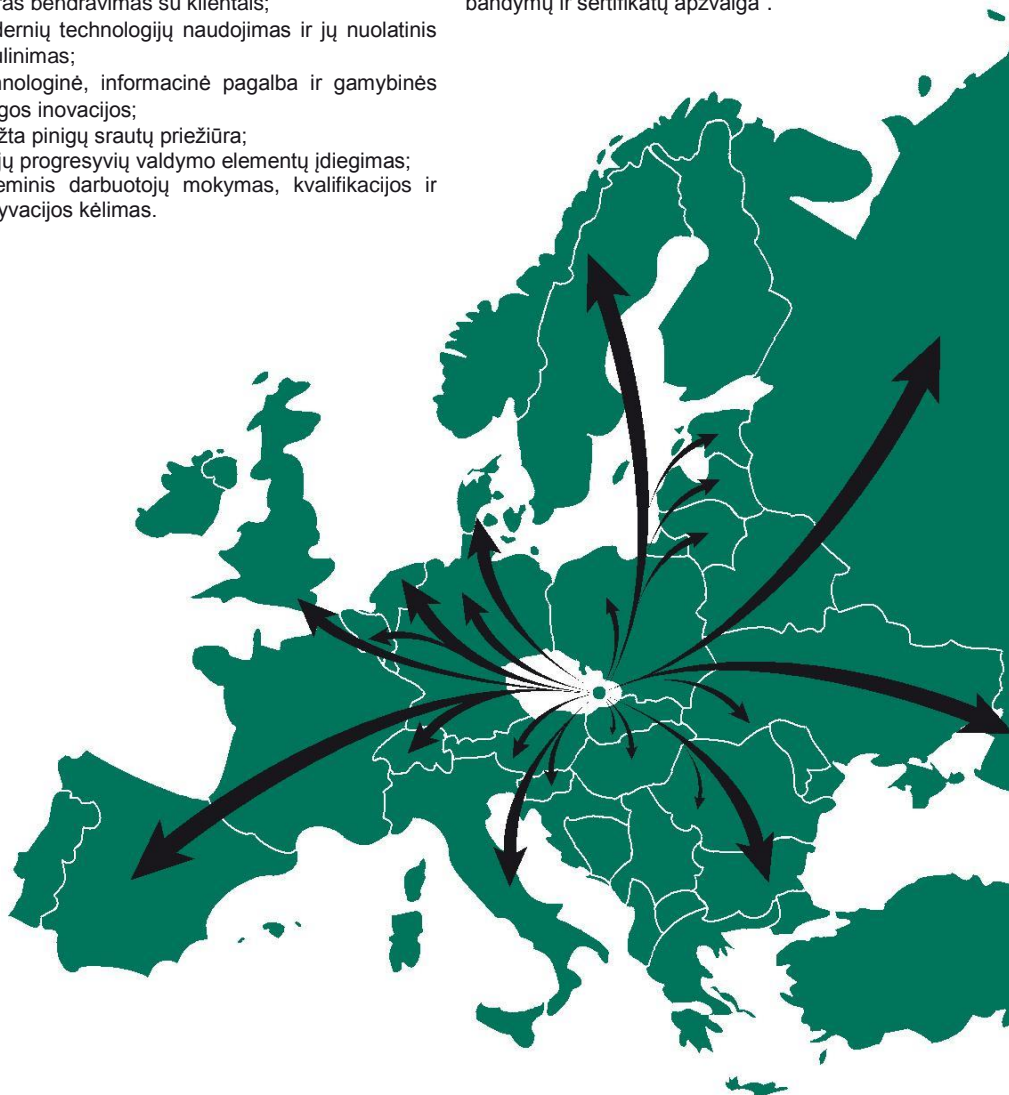 ras bendravimas su klientais;
dernių technologijų naudojimas ir jų nuolatinis
ulinimas;
nologinė, informacinė pagalba ir gamybinės
gos inovacijos;
žta pinigų srautų priežiūra;
jų progresyvių valdymo elementų įdiegimas;
eminis darbuotojų mokymas, kvalifikacijos ir
yvacijos kėlimas.
bandymų ir sertifikatų apžvalga“.